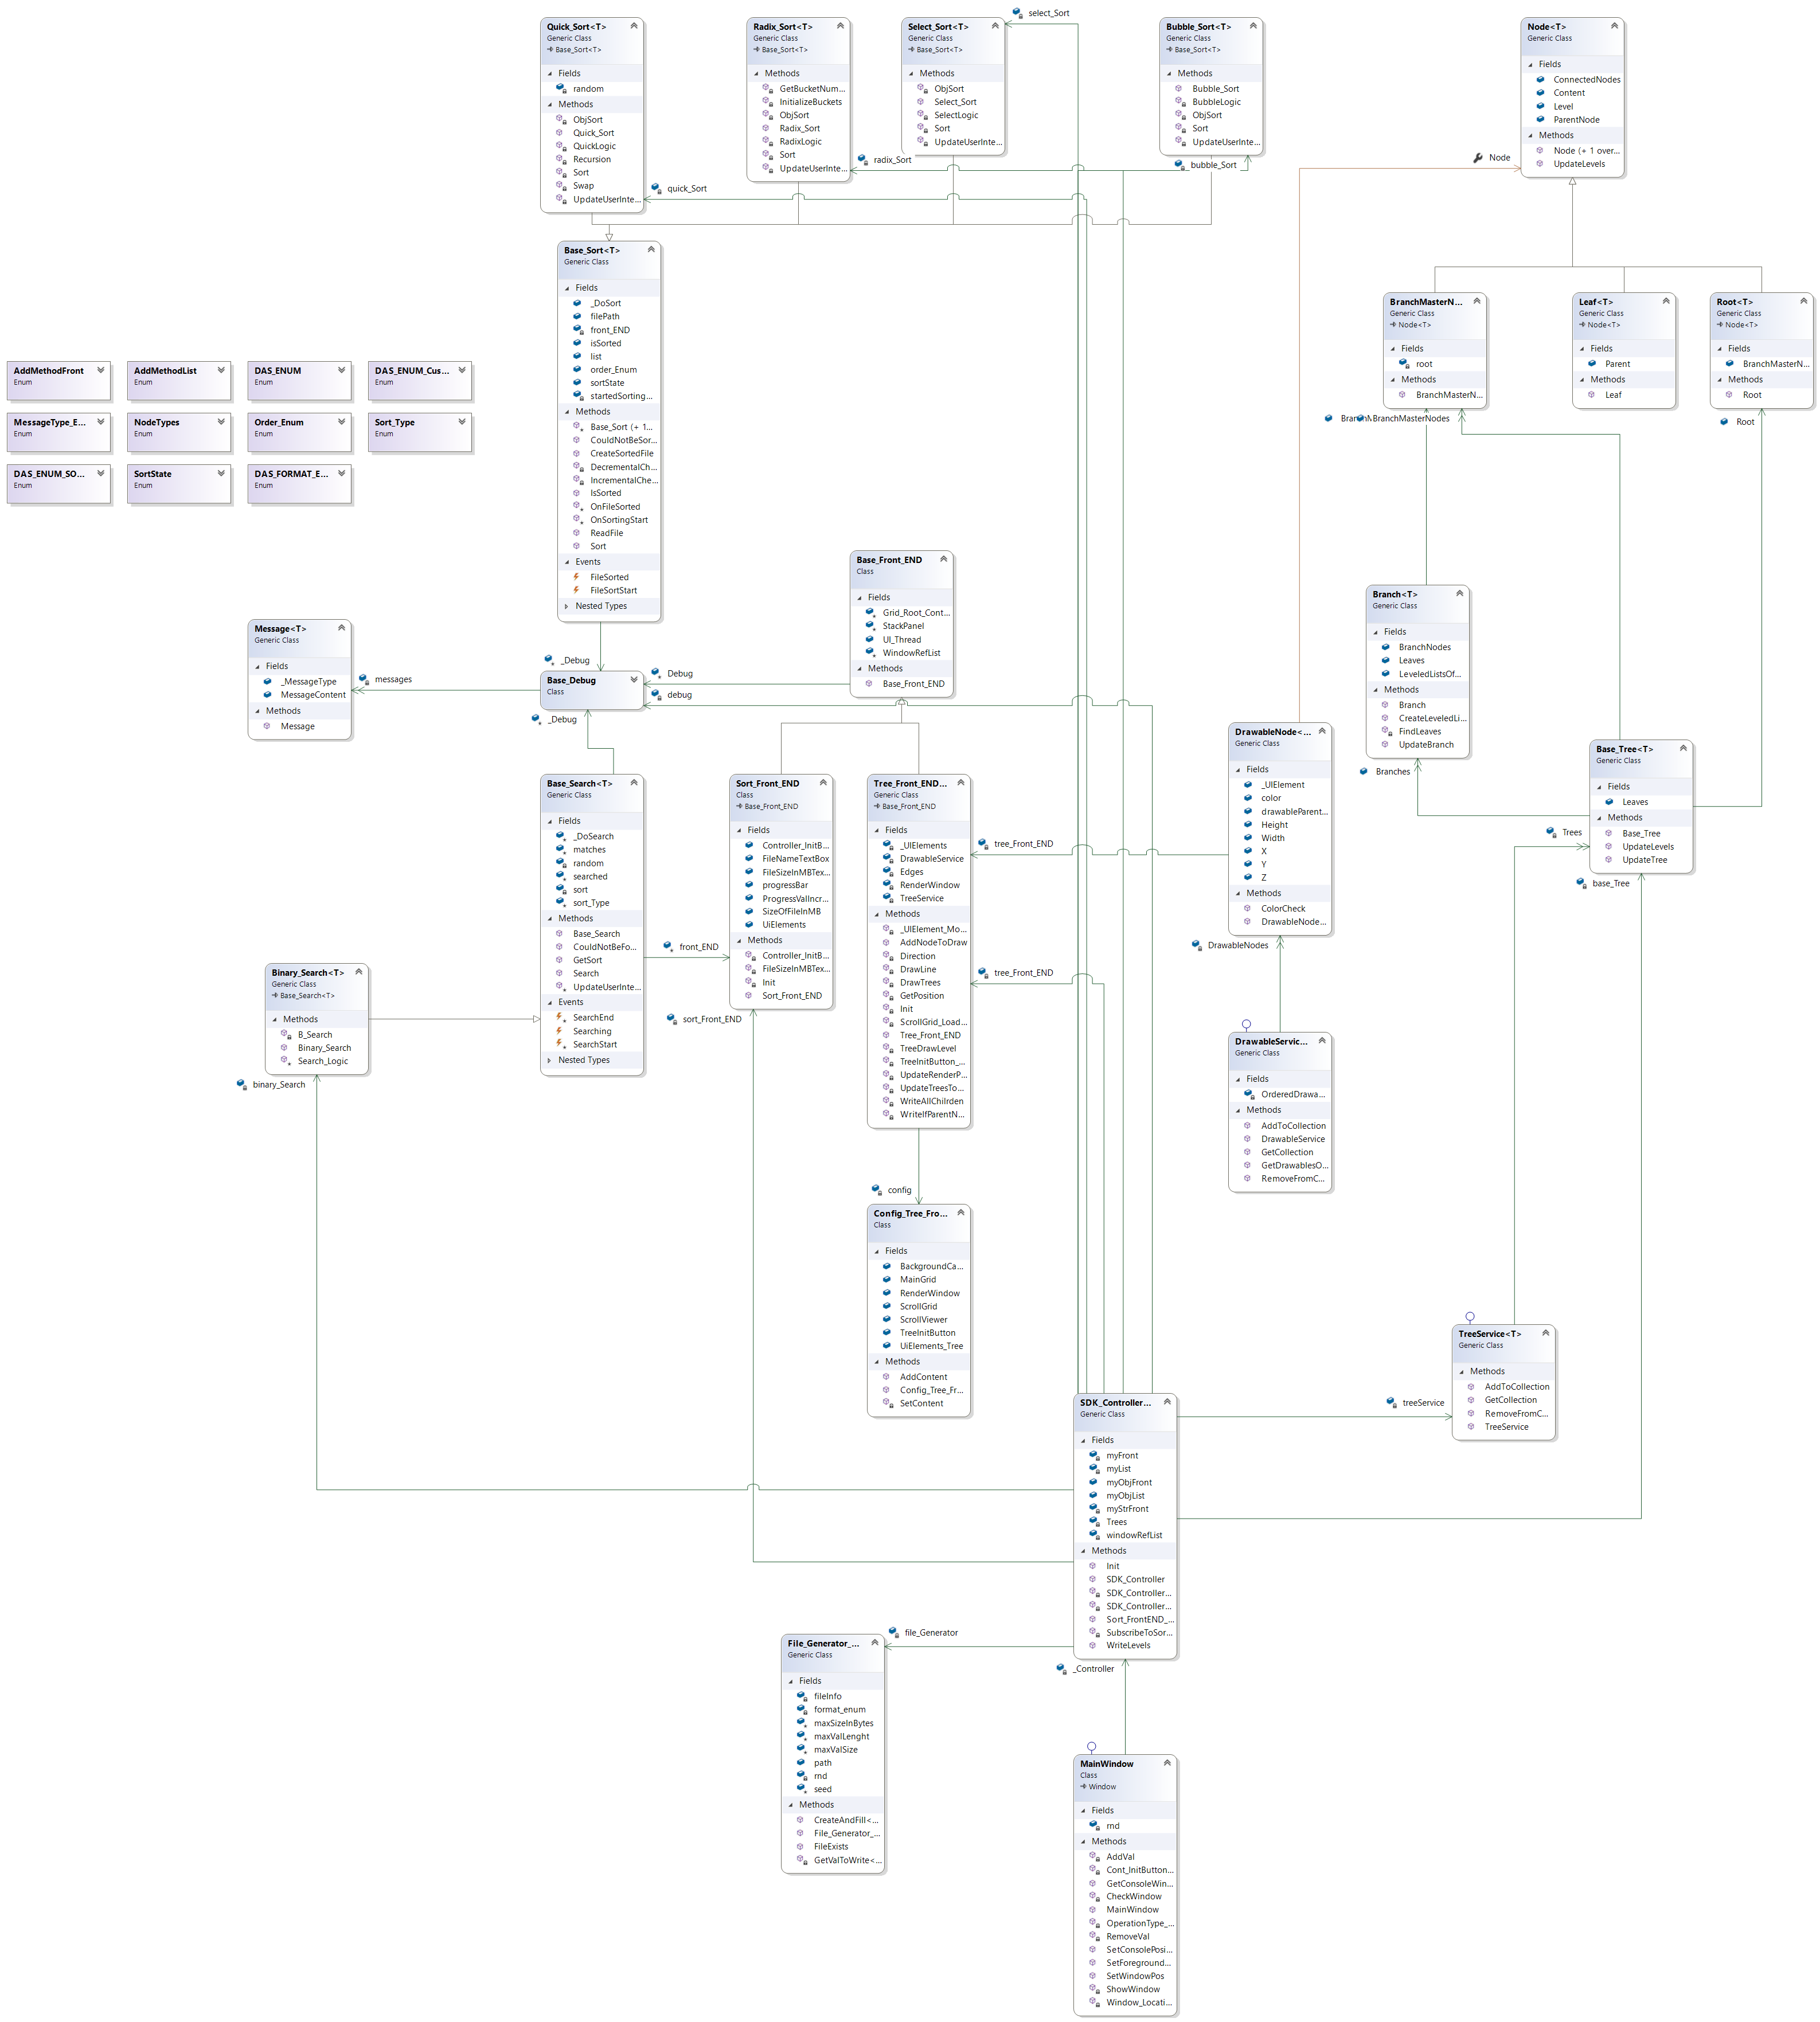 Quick_Sort<T>
Generic Class
Base_Sort<T>
Fields
random
Methods
ObjSort
Quick_Sort
QuickLogic
Recursion
Sort
Swap
UpdateUserInte...
quick_Sort
Radix_Sort<T>
Generic Class
Base_Sort<T>
Methods
GetBucketNum...
InitializeBuckets
ObjSort
Radix_Sort
RadixLogic
Sort
UpdateUserInte...
radix_Sort
Select_Sort<T>
Generic Class
Base_Sort<T>
Methods
ObjSort
Select_Sort
SelectLogic
Sort
UpdateUserInte...
select_Sort
Bubble_Sort<T>
Generic Class
Base_Sort<T>
Methods
Bubble_Sort
BubbleLogic
ObjSort
Sort
UpdateUserInte...
bubble_Sort
Node<T>
Generic Class
Fields
ConnectedNodes
Content
Level
ParentNode
Methods
Node (+ 1 over...
UpdateLevels
Node
Base_Sort<T>
Generic Class
Fields
_DoSort
filePath
front_END
isSorted
list
order_Enum
sortState
startedSorting...
Methods
Base_Sort (+ 1...
CouldNotBeSor...
CreateSortedFile
DecrementalCh...
IncrementalChe...
IsSorted
OnFileSorted
OnSortingStart
ReadFile
Sort
Events
FileSorted
FileSortStart
Nested Types
BranchMasterN...
Generic Class
Node<T>
Fields
root
Methods
BranchMasterN...
Leaf<T>
Generic Class
Node<T>
Fields
Parent
Methods
Leaf
Root<T>
Generic Class
Node<T>
Fields
BranchMasterN...
Methods
Root
BranchMasterNodes
Root
AddMethodFront
Enum
AddMethodList
Enum
DAS_ENUM
Enum
DAS_ENUM_Cus...
Enum
MessageType_E...
Enum
NodeTypes
Enum
Order_Enum
Enum
Sort_Type
Enum
DAS_ENUM_SO...
Enum
SortState
Enum
DAS_FORMAT_E...
Enum
Message<T>
Generic Class
Fields
_MessageType
MessageContent
Methods
Message
messages
_Debug
Base_Debug
Class
Debug
debug
_Debug
Base_Front_END
Class
Fields
Grid_Root_Cont...
StackPanel
UI_Thread
WindowRefList
Methods
Base_Front_END
Branch<T>
Generic Class
Fields
BranchNodes
Leaves
LeveledListsOf...
Methods
Branch
CreateLeveledLi...
FindLeaves
UpdateBranch
Branches
Base_Tree<T>
Generic Class
Fields
Leaves
Methods
Base_Tree
UpdateLevels
UpdateTree
Trees
base_Tree
DrawableNode<...
Generic Class
Fields
_UIElement
color
drawableParent...
Height
Width
X
Y
Z
Methods
ColorCheck
DrawableNode...
DrawableNodes
Base_Search<T>
Generic Class
Fields
_DoSearch
matches
random
searched
sort
sort_Type
Methods
Base_Search
CouldNotBeFo...
GetSort
Search
UpdateUserInte...
Events
SearchEnd
Searching
SearchStart
Nested Types
front_END
Sort_Front_END
Class
Base_Front_END
Fields
Controller_InitB...
FileNameTextBox
FileSizeInMBTex...
progressBar
ProgressValIncr...
SizeOfFileInMB
UiElements
Methods
Controller_InitB...
FileSizeInMBTex...
Init
Sort_Front_END
sort_Front_END
Tree_Front_END...
Generic Class
Base_Front_END
Fields
_UIElements
DrawableService
Edges
RenderWindow
TreeService
Methods
_UIElement_Mo...
AddNodeToDraw
Direction
DrawLine
DrawTrees
GetPosition
Init
ScrollGrid_Load...
Tree_Front_END
TreeDrawLevel
TreeInitButton_...
UpdateRenderP...
UpdateTreesTo...
WriteAllChilrden
WriteIfParentN...
tree_Front_END
tree_Front_END
Binary_Search<T>
Generic Class
Base_Search<T>
Methods
B_Search
Binary_Search
Search_Logic
binary_Search
DrawableServic...
Generic Class
Fields
OrderedDrawa...
Methods
AddToCollection
DrawableService
GetCollection
GetDrawablesO...
RemoveFromC...
config
Config_Tree_Fro...
Class
Fields
BackgroundCa...
MainGrid
RenderWindow
ScrollGrid
ScrollViewer
TreeInitButton
UiElements_Tree
Methods
AddContent
Config_Tree_Fr...
SetContent
TreeService<T>
Generic Class
Methods
AddToCollection
GetCollection
RemoveFromC...
TreeService
treeService
SDK_Controller...
Generic Class
Fields
myFront
myList
myObjFront
myObjList
myStrFront
Trees
windowRefList
Methods
Init
SDK_Controller
SDK_Controller...
SDK_Controller...
Sort_FrontEND_...
SubscribeToSor...
WriteLevels
file_Generator
_Controller
File_Generator_...
Generic Class
Fields
fileInfo
format_enum
maxSizeInBytes
maxValLenght
maxValSize
path
rnd
seed
Methods
CreateAndFill<...
File_Generator_...
FileExists
GetValToWrite<...
MainWindow
Class
Window
Fields
rnd
Methods
AddVal
Cont_InitButton...
GetConsoleWin...
CheckWindow
MainWindow
OperationType_...
RemoveVal
SetConsolePosi...
SetForeground...
SetWindowPos
ShowWindow
Window_Locati...